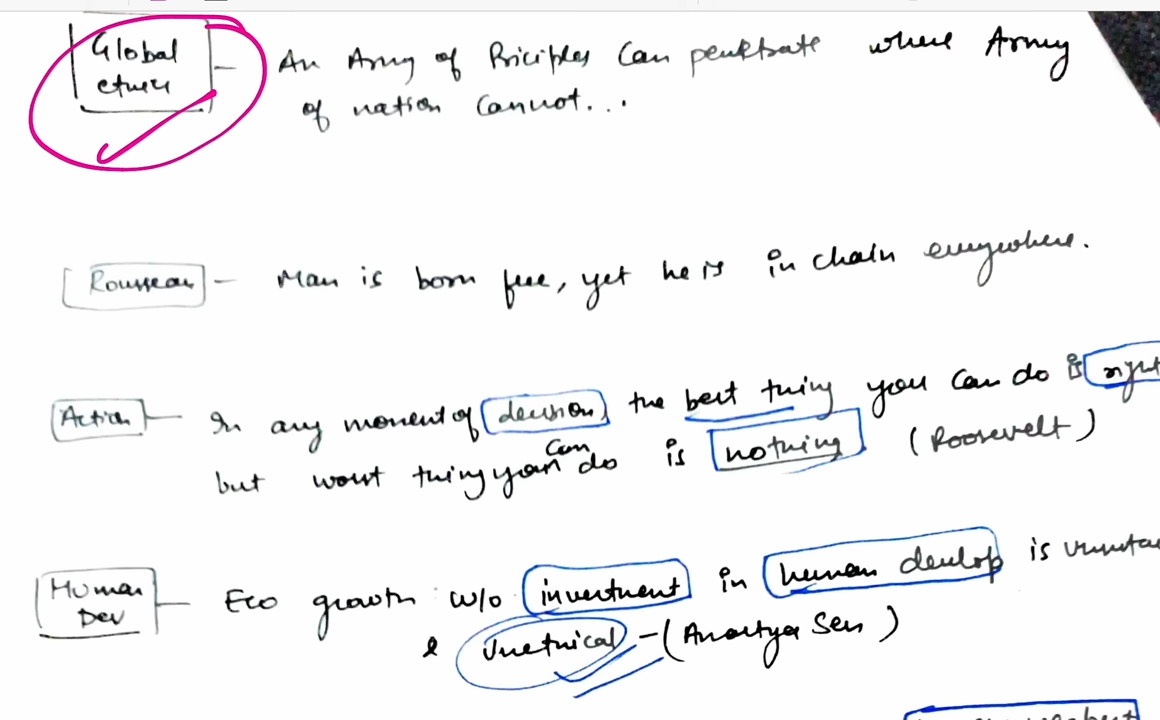 Global
ethics
— An Army of Priciples Can penetrate where Army
of nation Cannot...
Rousseau — Man is born free, yet he is in chain everywhere.
Action — In any moment of decision, the best thing you can do is right
but worst thing you can do is nothing (Roosevelt)
Human
Dev
— Eco growth w/o investment in human develop is
& Unethical — (Amartya Sen)